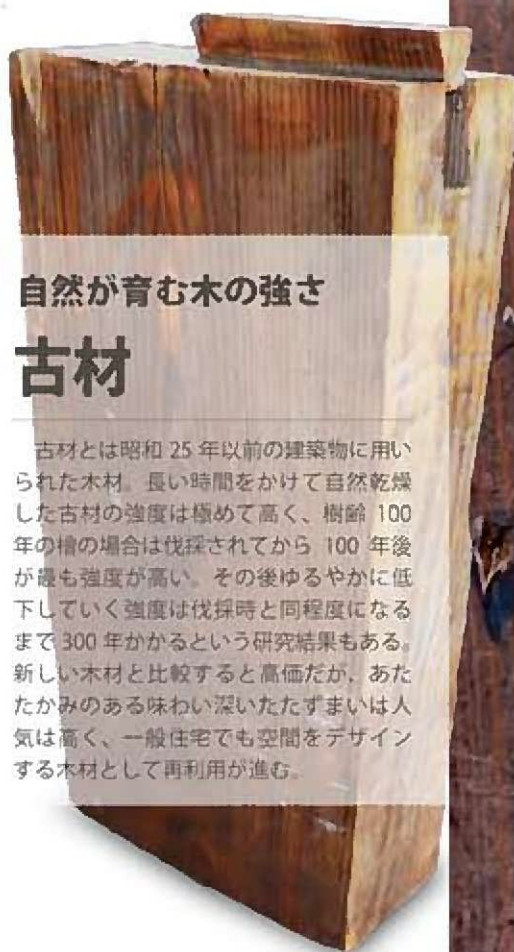 自然が育む木の強さ
古材
古材とは昭和 25 年以前の建築物に用い
られた木材。長い時間をかけて自然乾燥
した古材の強度は極めて高く、樹齢 100
年の檜の場合は伐採されてから 100 年後
が最も強度が高い。その後ゆるやかに低
下していく強度は伐採時と同程度になる
まで 300 年かかるという研究結果もある。
新しい木材と比較すると高価だが、あた
たかみのある味わい深いたたずまいは人
気は高く、一般住宅でも空間をデザイン
する木材として再利用が進む。